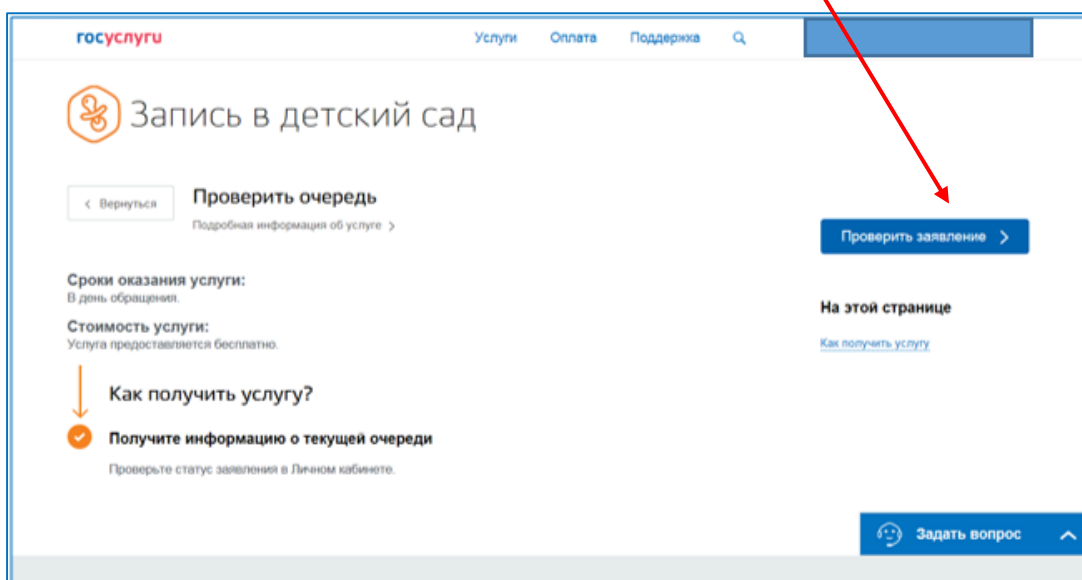 госуслуги
Услуги Оплата Поддержка
Запись в детский сад
Вернуться
Проверить очередь
Подробная информация об услуге
Проверить заявление
Сроки оказания услуги:
В день обращения.
Стоимость услуги:
Услуга предоставляется бесплатно.
На этой странице
Как получить услугу
Как получить услугу?
Получите информацию о текущей очереди
Проверьте статус заявления в Личном кабинете.
Задать вопрос